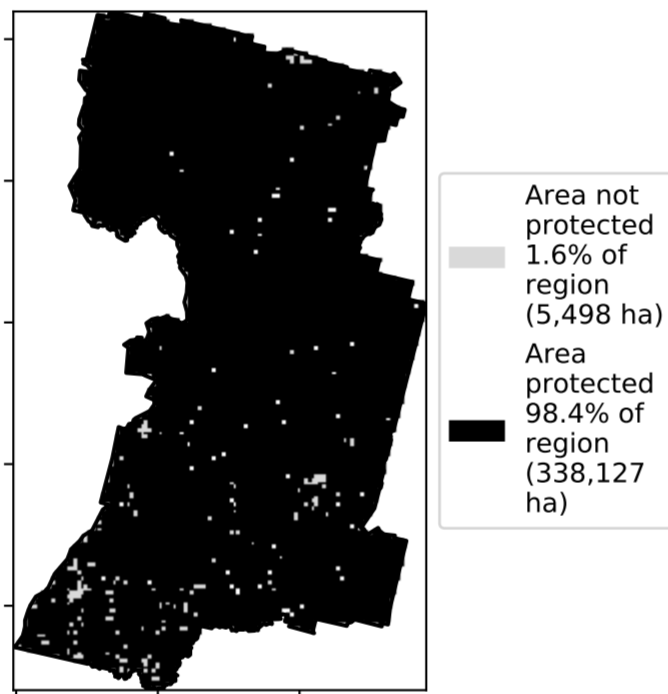 Area not
protected
1.6% of
region
(5,498 ha)
Area
protected
98.4% of
region
(338,127
ha)